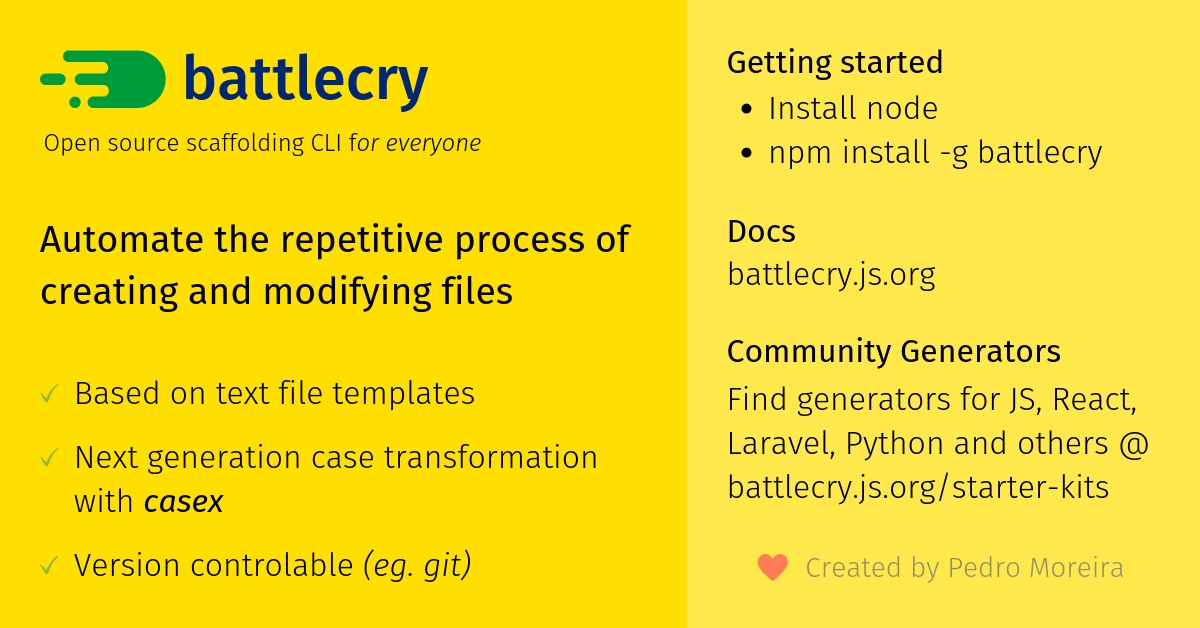 battlecry
Open source scaffolding CLI for everyone
Automate the repetitive process of
creating and modifying files
✓ Based on text file templates
✓ Next generation case transformation
with casex
✓ Version controlable (eg. git)
Getting started
• Install node
• npm install -g battlecry
Docs
battlecry.js.org
Community Generators
Find generators for JS, React,
Laravel, Python and others @
battlecry.js.org/starter-kits
Created by Pedro Moreira